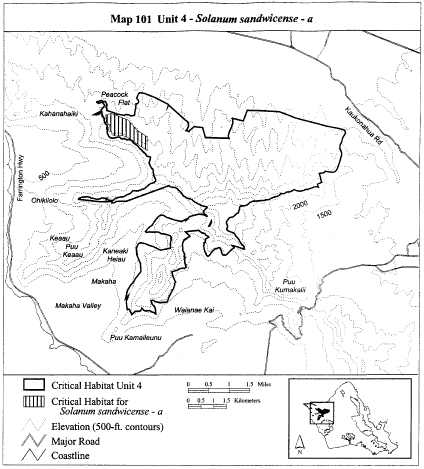 Map 101 Unit 4 - Solanum sandwicense - a
Peacock
Flat
Kahanahaiki
Kaukonahua Rd
Farrington Hwy
500
Ohikilolo
2000
1500
Keaau
Puu
Keaau
Kaneaki
Heiau
Makaha
Puu
Kumakalii
Makaha Valley
Waianae Kai
Puu Kamaileunu
Critical Habitat Unit 4
Critical Habitat for
Solanum sandwicense - a
Elevation (500-ft. contours)
Major Road
Coastline
0 0.5 1 1.5 Miles
0 0.5 1 1.5 Kilometers
N